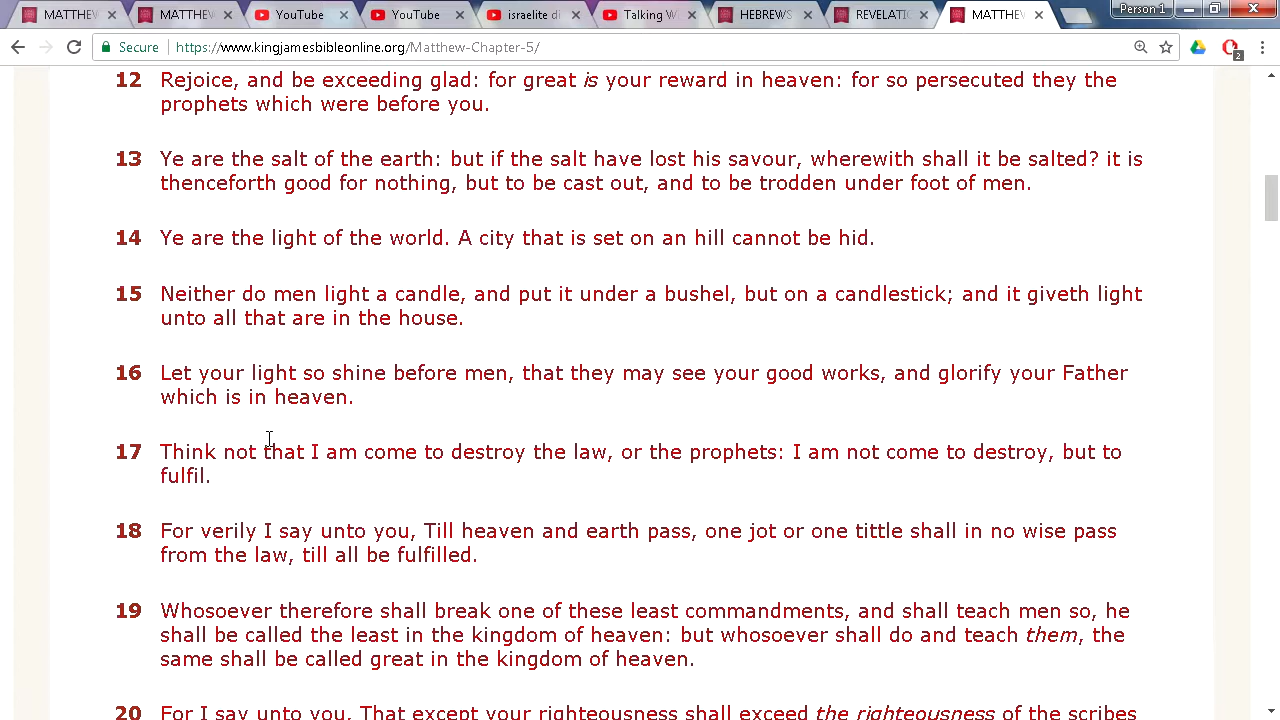 MATTHEW
MATTHEW
YouTube
YouTube
israelite di
Talking W
HEBREWS
REVELATIO
MATTHEW
Person 1
Secure
https://www.kingjamesbibleonline.org/Matthew-Chapter-5/
2
12 Rejoice, and be exceeding glad: for great is your reward in heaven: for so persecuted they the
prophets which were before you.
13 Ye are the salt of the earth: but if the salt have lost his savour, wherewith shall it be salted? it is
thenceforth good for nothing, but to be cast out, and to be trodden under foot of men.
14 Ye are the light of the world. A city that is set on an hill cannot be hid.
15 Neither do men light a candle, and put it under a bushel, but on a candlestick; and it giveth light
unto all that are in the house.
16 Let your light so shine before men, that they may see your good works, and glorify your Father
which is in heaven.
17 Think not that I am come to destroy the law, or the prophets: I am not come to destroy, but to
fulfil.
18 For verily I say unto you, Till heaven and earth pass, one jot or one tittle shall in no wise pass
from the law, till all be fulfilled.
19 Whosoever therefore shall break one of these least commandments, and shall teach men so, he
shall be called the least in the kingdom of heaven: but whosoever shall do and teach them, the
same shall be called great in the kingdom of heaven.
20 For I say unto you, That except your righteousness shall exceed the righteousness of the scribes